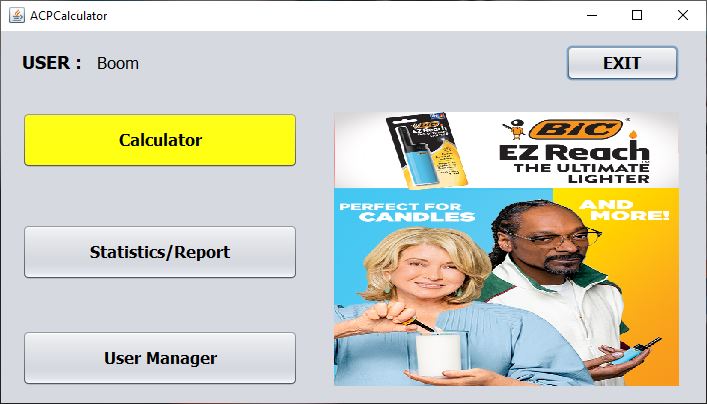 ACPCalculator
USER : Boom
EXIT
Calculator
Statistics/Report
User Manager
BiC
EZ Reach
THE ULTIMATE
LIGHTER
PERFECT FOR
CANDLES
AND
MORE!